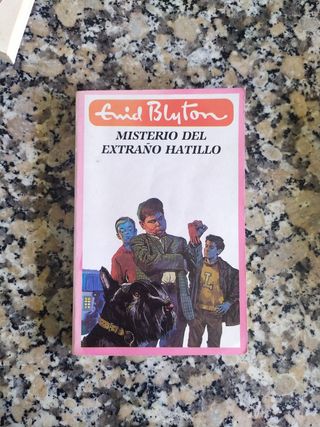 Enid Blyton
MISTERIO DEL
EXTRAÑO HATILLO
L